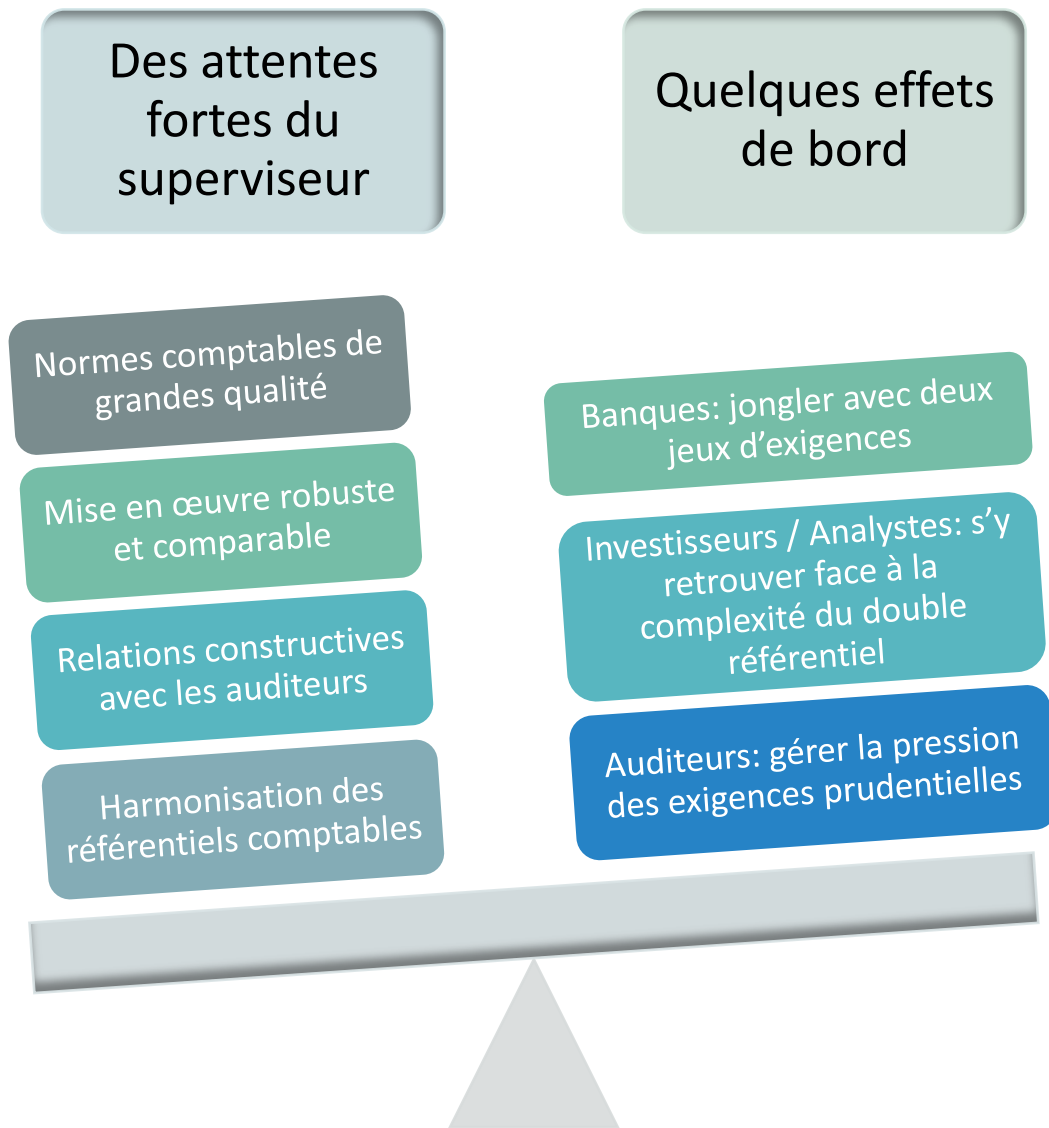 Des attentes
fortes du
superviseur
Quelques effets
de bord
Normes comptables de
grandes qualité
Mise en œuvre robuste
et comparable
Relations constructives
avec les auditeurs
Harmonisation des
référentiels comptables
Banques: jongler avec deux
jeux d’exigences
Investisseurs / Analystes: s’y
retrouver face à la
complexité du double
référentiel
Auditeurs: gérer la pression
des exigences prudentielles